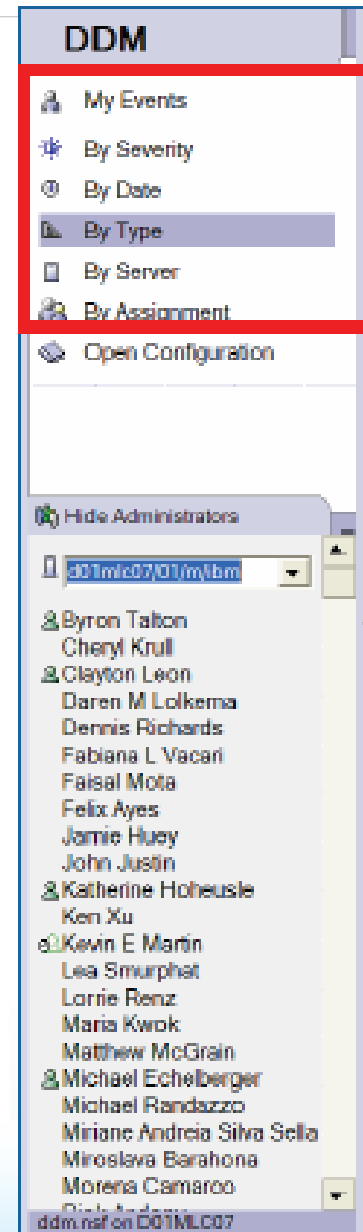 DDM
My Events
By Severity
By Date
By Type
By Server
By Assignment
Open Configuration
Hide Administrators
d01mlc07/01/m/ibm
Byron Talton
Cheryl Krull
Clayton Leon
Daren M Lolkema
Dennis Richards
Fabiana L Vacari
Faisal Mota
Felix Ayes
Jamie Huey
John Justin
Katherine Hoheusle
Ken Xu
Kevin E Martin
Lea Smurphat
Lorrie Renz
Maria Kwok
Matthew McGrain
Michael Echelberger
Michael Randazzo
Miriane Andreia Silva Sella
Miroslava Barahona
Morena Camarco
ddm.nsf on D01MLC07